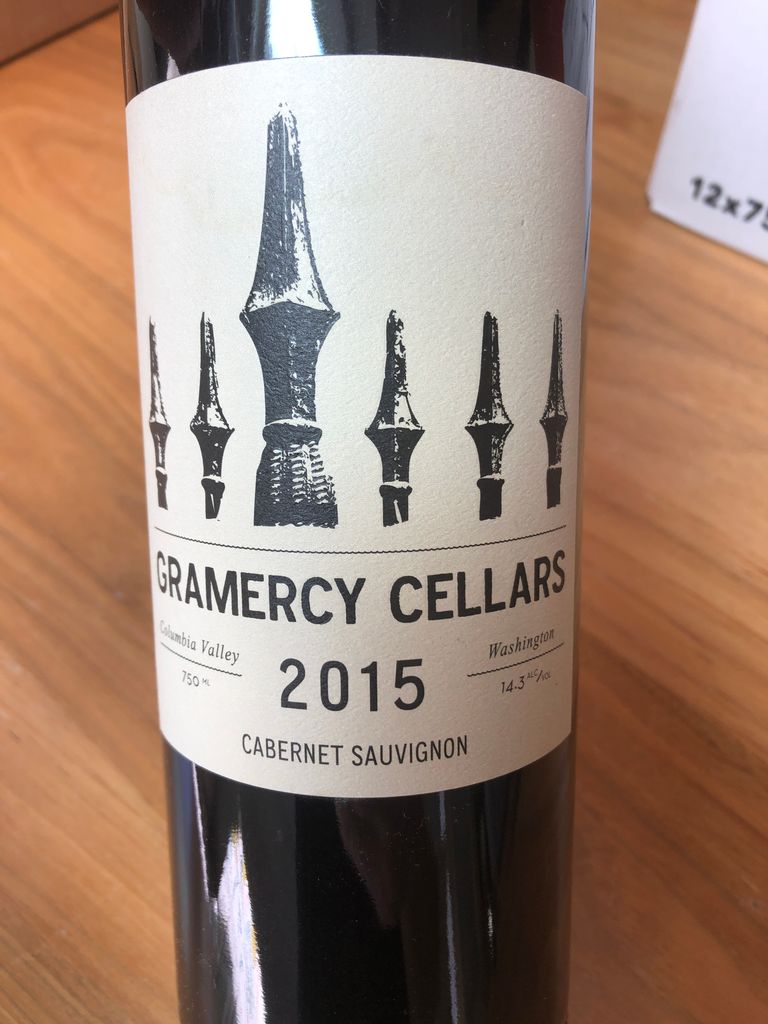 12x75
GRAMERCY CELLARS
Columbia Valley
Washington
750 ML
2015
14.3 ALC/VOL
CABERNET SAUVIGNON